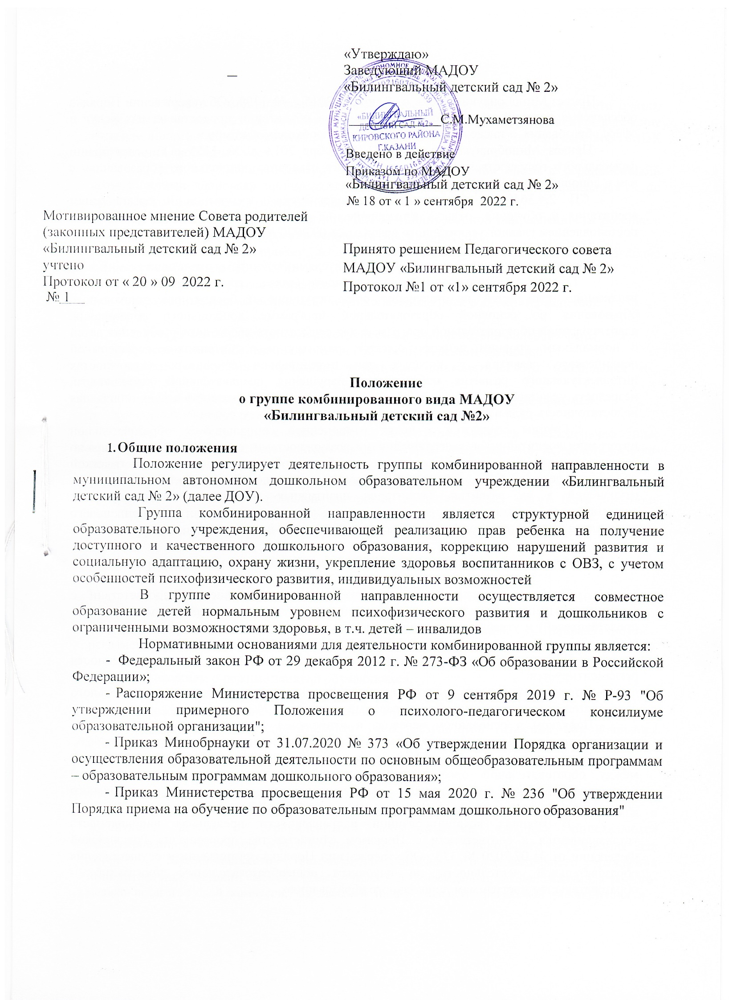 «Утверждаю»
Заведующий МАДОУ
«Билингвальный детский сад № 2»
С.М.Мухаметзянова
«БИЛИНГВАЛЬНЫЙ
ДЕТСКИЙ САД №2»
КИРОВСКОГО РАЙОНА
Г.КАЗАНИ
Введено в действие
Приказом по МАДОУ
«Билингвальный детский сад № 2»
№ 18 от « 1 » сентября 2022 г.
Мотивированное мнение Совета родителей
(законных представителей) МАДОУ
«Билингвальный детский сад № 2»
учтено
Протокол от « 20 » 09 2022 г.
№ 1
Принято решением Педагогического совета
МАДОУ «Билингвальный детский сад № 2»
Протокол №1 от «1» сентября 2022 г.
Положение
о группе комбинированного вида МАДОУ
«Билингвальный детский сад №2»
1. Общие положения
Положение регулирует деятельность группы комбинированной направленности в
муниципальном автономном дошкольном образовательном учреждении «Билингвальный
детский сад № 2» (далее ДОУ).
Группа комбинированной направленности является структурной единицей
образовательного учреждения, обеспечивающей реализацию прав ребенка на получение
доступного и качественного дошкольного образования, коррекцию нарушений развития и
социальную адаптацию, охрану жизни, укрепление здоровья воспитанников с ОВЗ, с учетом
особенностей психофизического развития, индивидуальных возможностей
В группе комбинированной направленности осуществляется совместное
образование детей нормальным уровнем психофизического развития и дошкольников с
ограниченными возможностями здоровья, в т.ч. детей – инвалидов
Нормативными основаниями для деятельности комбинированной группы является:
- Федеральный закон РФ от 29 декабря 2012 г. № 273-ФЗ «Об образовании в Российской
Федерации»;
- Распоряжение Министерства просвещения РФ от 9 сентября 2019 г. № Р-93 "Об
утверждении примерного Положения о психолого-педагогическом консилиуме
образовательной организации";
- Приказ Минобрнауки от 31.07.2020 № 373 «Об утверждении Порядка организации и
осуществления образовательной деятельности по основным общеобразовательным программам
– образовательным программам дошкольного образования»;
- Приказ Министерства просвещения РФ от 15 мая 2020 г. № 236 "Об утверждении
Порядка приема на обучение по образовательным программам дошкольного образования"